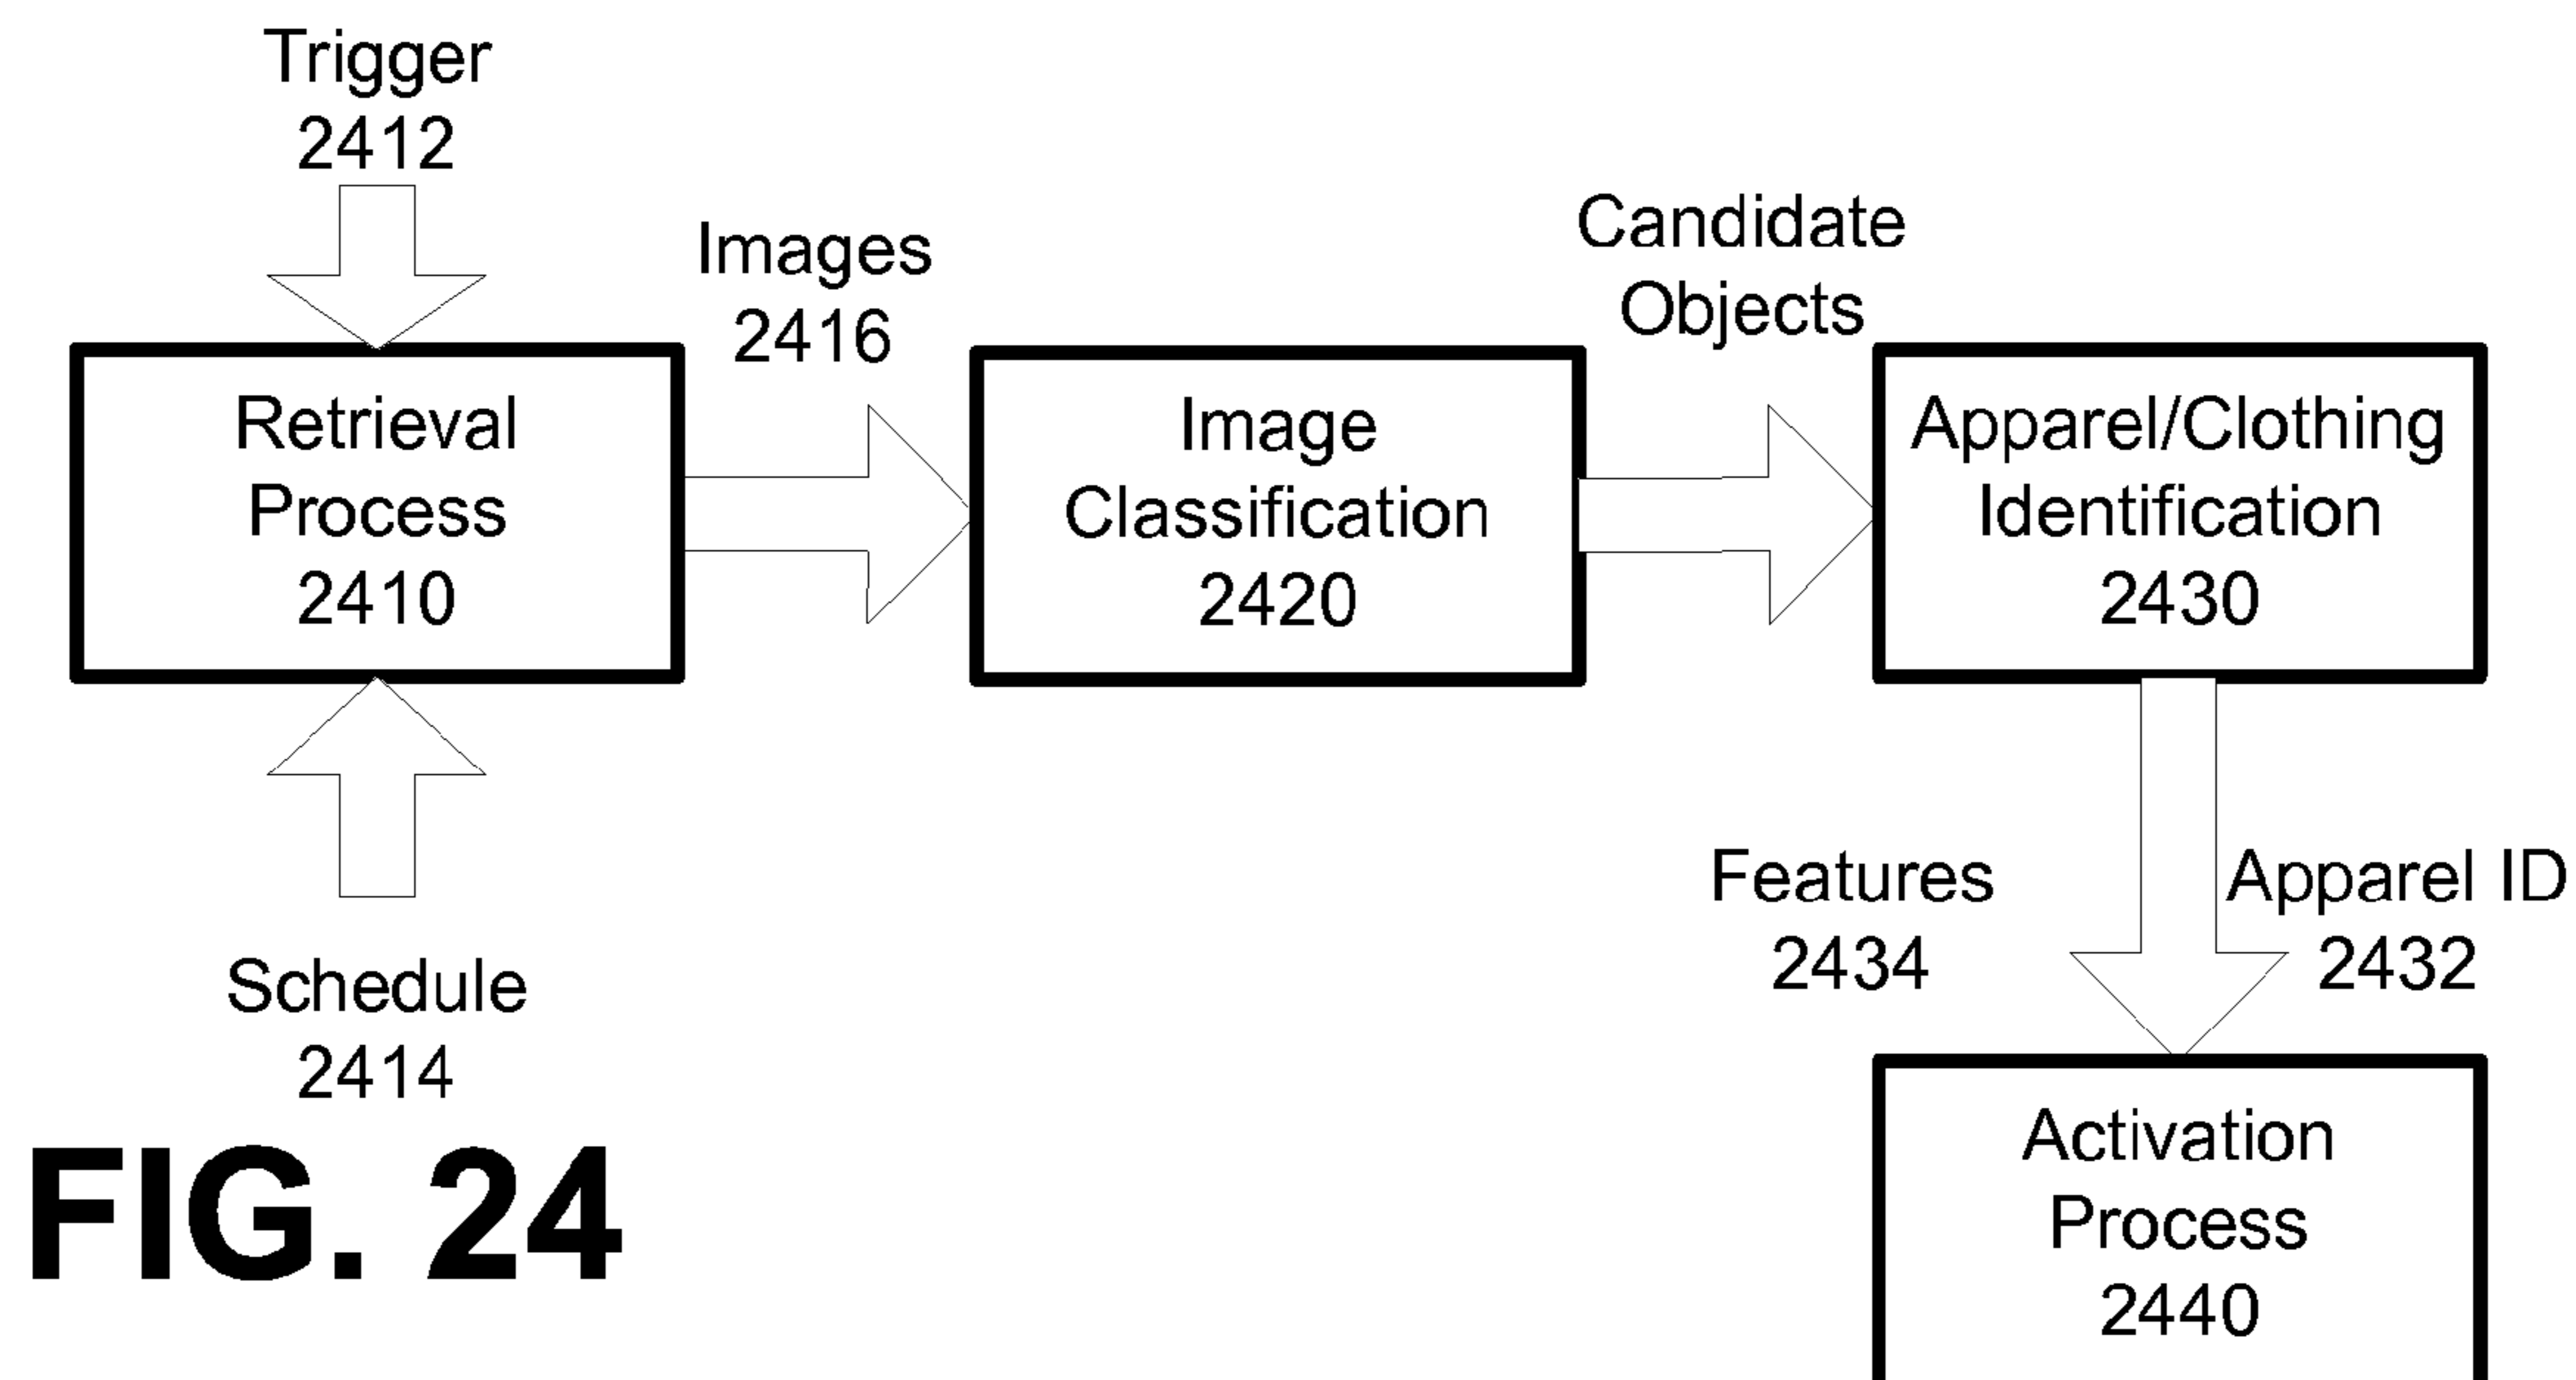 Trigger
2412
Images
2416
Candidate
Objects
Retrieval
Process
2410
Image
Classification
2420
Apparel/Clothing
Identification
2430
Features
2434
Apparel ID
2432
Schedule
2414
Activation
Process
2440
FIG. 24